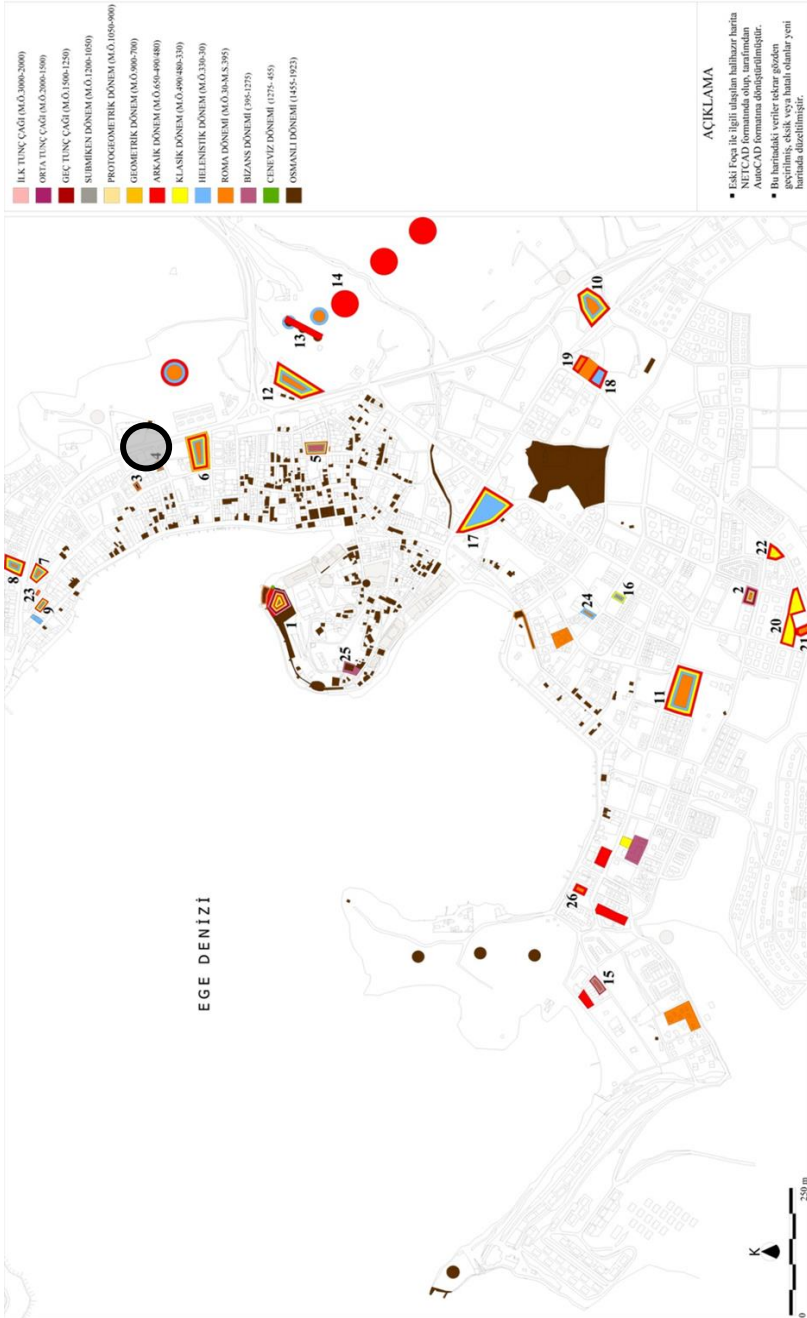 İLK TUNÇ ÇAĞI (M.Ö.3000-2000)
ORTA TUNÇ ÇAĞI (M.Ö.2000-1500)
GEÇ TUNÇ ÇAĞI (M.Ö.1500-1250)
SUBMİKEN DÖNEM (M.Ö.1200-1050)
PROTOGEOMETRİK DÖNEM (M.Ö.1050-900)
GEOMETRİK DÖNEM (M.Ö.900-700)
ARKAİK DÖNEM (M.Ö.650-490/480)
KLASİK DÖNEM (M.Ö.490/480-330)
HELENİSTİK DÖNEM (M.Ö.330-30)
ROMA DÖNEMİ (M.Ö.30-M.S.395)
BİZANS DÖNEMİ (395-1275)
CENEVİZ DÖNEMİ (1275- 455)
OSMANLI DÖNEMİ (1455-1923)
AÇIKLAMA
■ Eski Foça ile ilgili ulaşılan halihazır harita
NETCAD formatında olup, tarafımdan
AutoCAD formatına dönüştürülmüştür.
■ Bu haritadaki veriler tekrar gözden
geçirilmiş, eksik veya hatalı olanlar yeni
haritada düzeltilmiştir.
EGE DENİZİ
8
7
23
9
3
4
6
5
12
13
14
1
25
17
10
19
18
24
16
2
22
20
21
11
26
15
K
0
250 m